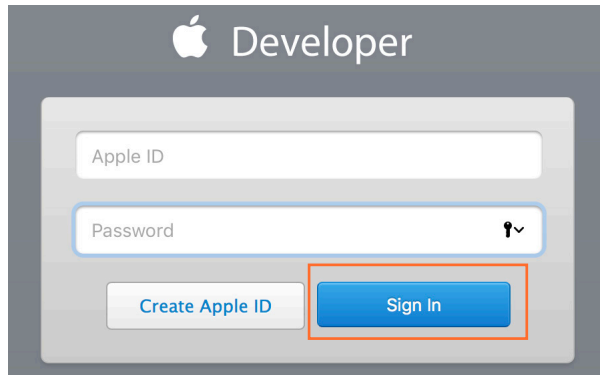 Developer
Apple ID
Password
Create Apple ID
Sign In